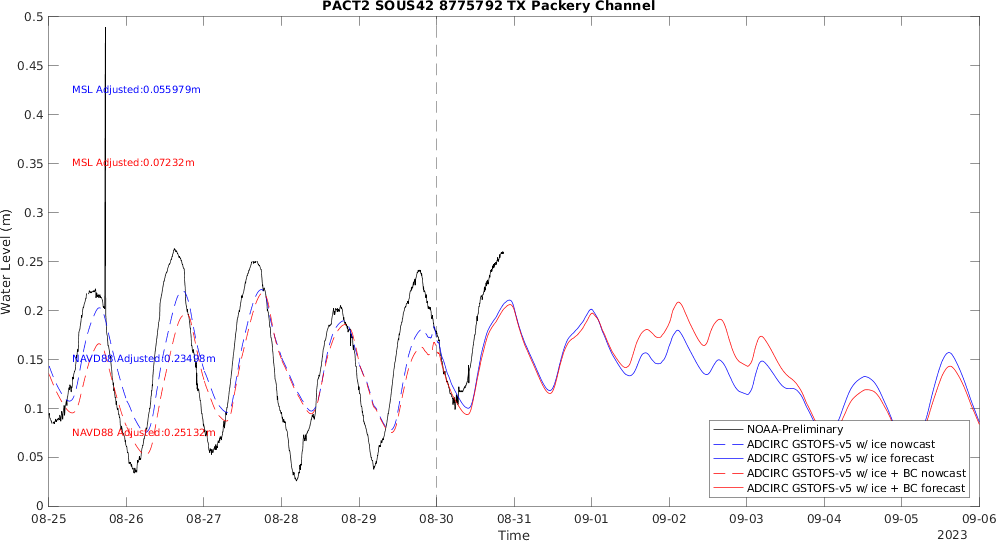 PACT2 SOUS42 8775792 TX Packery Channel
0.5
0.45
0.4
0.35
0.3
0.25
0.2
0.15
0.1
0.05
0
Water Level (m)
MSL Adjusted:0.055979m
MSL Adjusted:0.07232m
NAVD88 Adjusted:0.23498m
NAVD88 Adjusted:0.25132m
NOAA-Preliminary
ADCIRC GSTOFS-v5 w/ ice nowcast
ADCIRC GSTOFS-v5 w/ ice forecast
ADCIRC GSTOFS-v5 w/ ice + BC nowcast
ADCIRC GSTOFS-v5 w/ ice + BC forecast
08-25 08-26 08-27 08-28 08-29 08-30 08-31 09-01 09-02 09-03 09-04 09-05 09-06
Time
2023